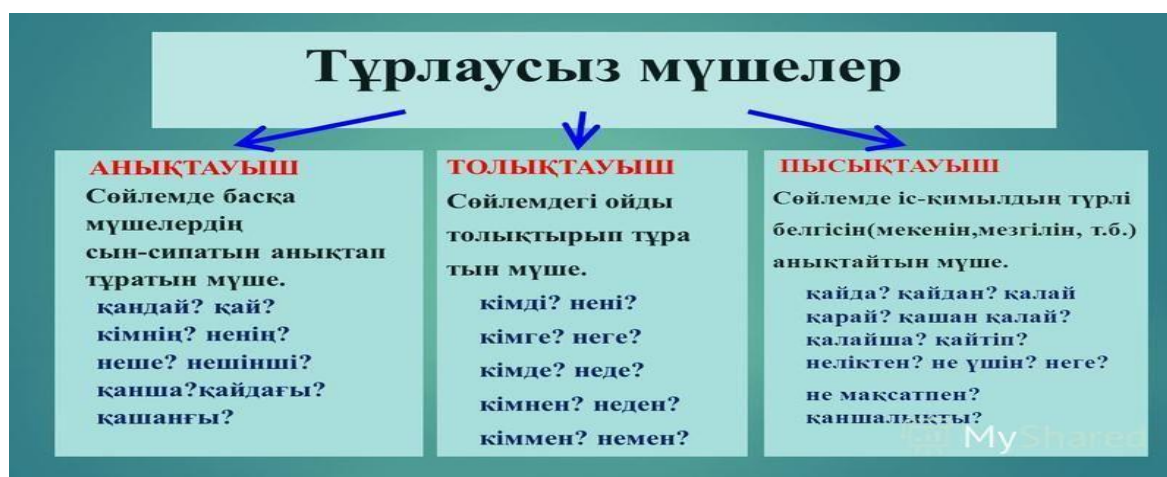 Тұрлаусыз мүшелер
АНЫҚТАУЫШ
Сөйлемде басқа
мүшелердің
сын-сипатын анықтап
тұратын мүше.
қандай? қай?
кімнің? ненің?
неше? нешінші?
қанша?қайдағы?
қашанғы?
ТОЛЫҚТАУЫШ
Сөйлемдегі ойды
толықтырып тұра
тын мүше.
кімді? нені?
кімге? неге?
кімде? неде?
кімнен? неден?
кіммен? немен?
ПЫСЫҚТАУЫШ
Сөйлемде іс-қимылдың түрлі
белгісін(мекенін,мезгілін, т.б.)
анықтайтын мүше.
қайда? қайдан? қалай
қарай? қашан қалай?
қалайша? қайтіп?
неліктен? не үшін? неге?
не мақсатпен?
қаншалықты?
MyShared